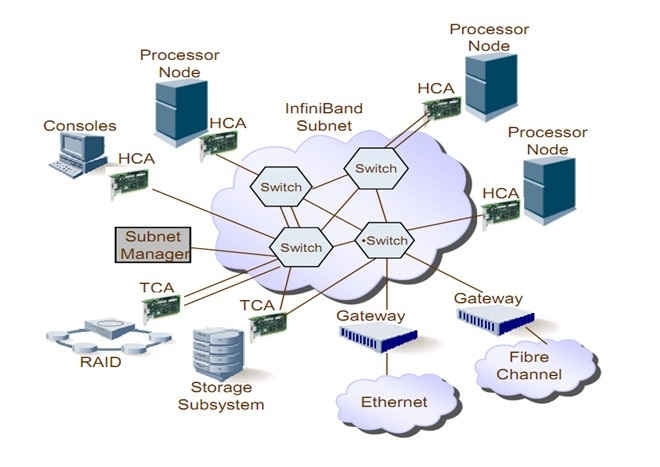 Processor
Node
Processor
Node
HCA
InfiniBand
Subnet
Consoles
HCA
Processor
Node
HCA
Switch
Switch
HCA
Subnet
Manager
Switch
•Switch
TCA
TCA
Gateway
Gateway
RAID
Storage
Subsystem
Fibre
Channel
Ethernet